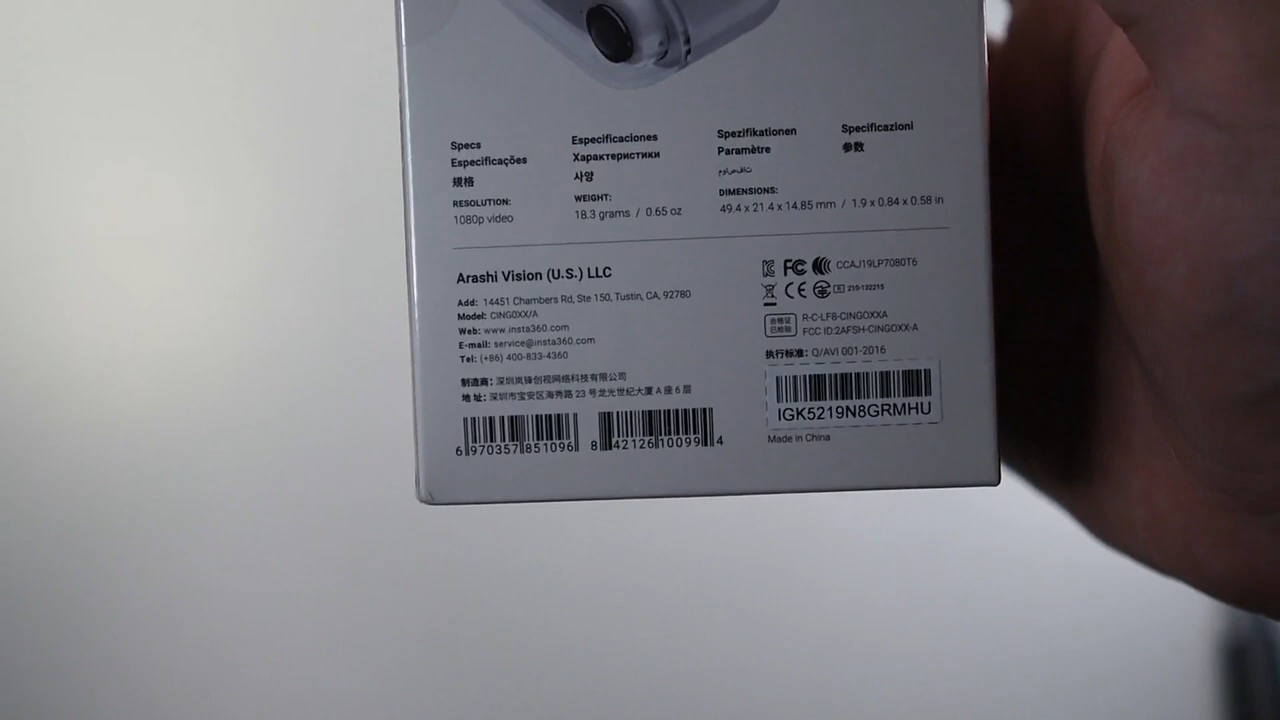 Specs
Especificações
規格
Especificaciones
Характеристики
사양
Spezifikationen
Paramètre
مواصفات
Specificazioni
参数
RESOLUTION:
1080p video
WEIGHT:
18.3 grams / 0.65 oz
DIMENSIONS:
49.4 x 21.4 x 14.85 mm / 1.9 x 0.84 x 0.58 in
Arashi Vision (U.S.) LLC
Add: 14451 Chambers Rd, Ste 150, Tustin, CA, 92780
Model: CINGOXX/A
Web: www.insta360.com
E-mail: service@insta360.com
Tel: (+86) 400-833-4360
制造商: 深圳岚锋创视网络科技有限公司
地 址: 深圳市宝安区海秀路 23 号龙光世纪大厦 A 座 6 层
6 970357 851096
8 42126 10099 4
FC CCAJ19LP7080T6
CE R 210-132215
合格证
已检验
R-C-LF8-CINGOXXA
FCC ID:2AFSH-CINGOXX-A
执行标准: Q/AVI 001-2016
IGK5219N8GRMHU
Made in China